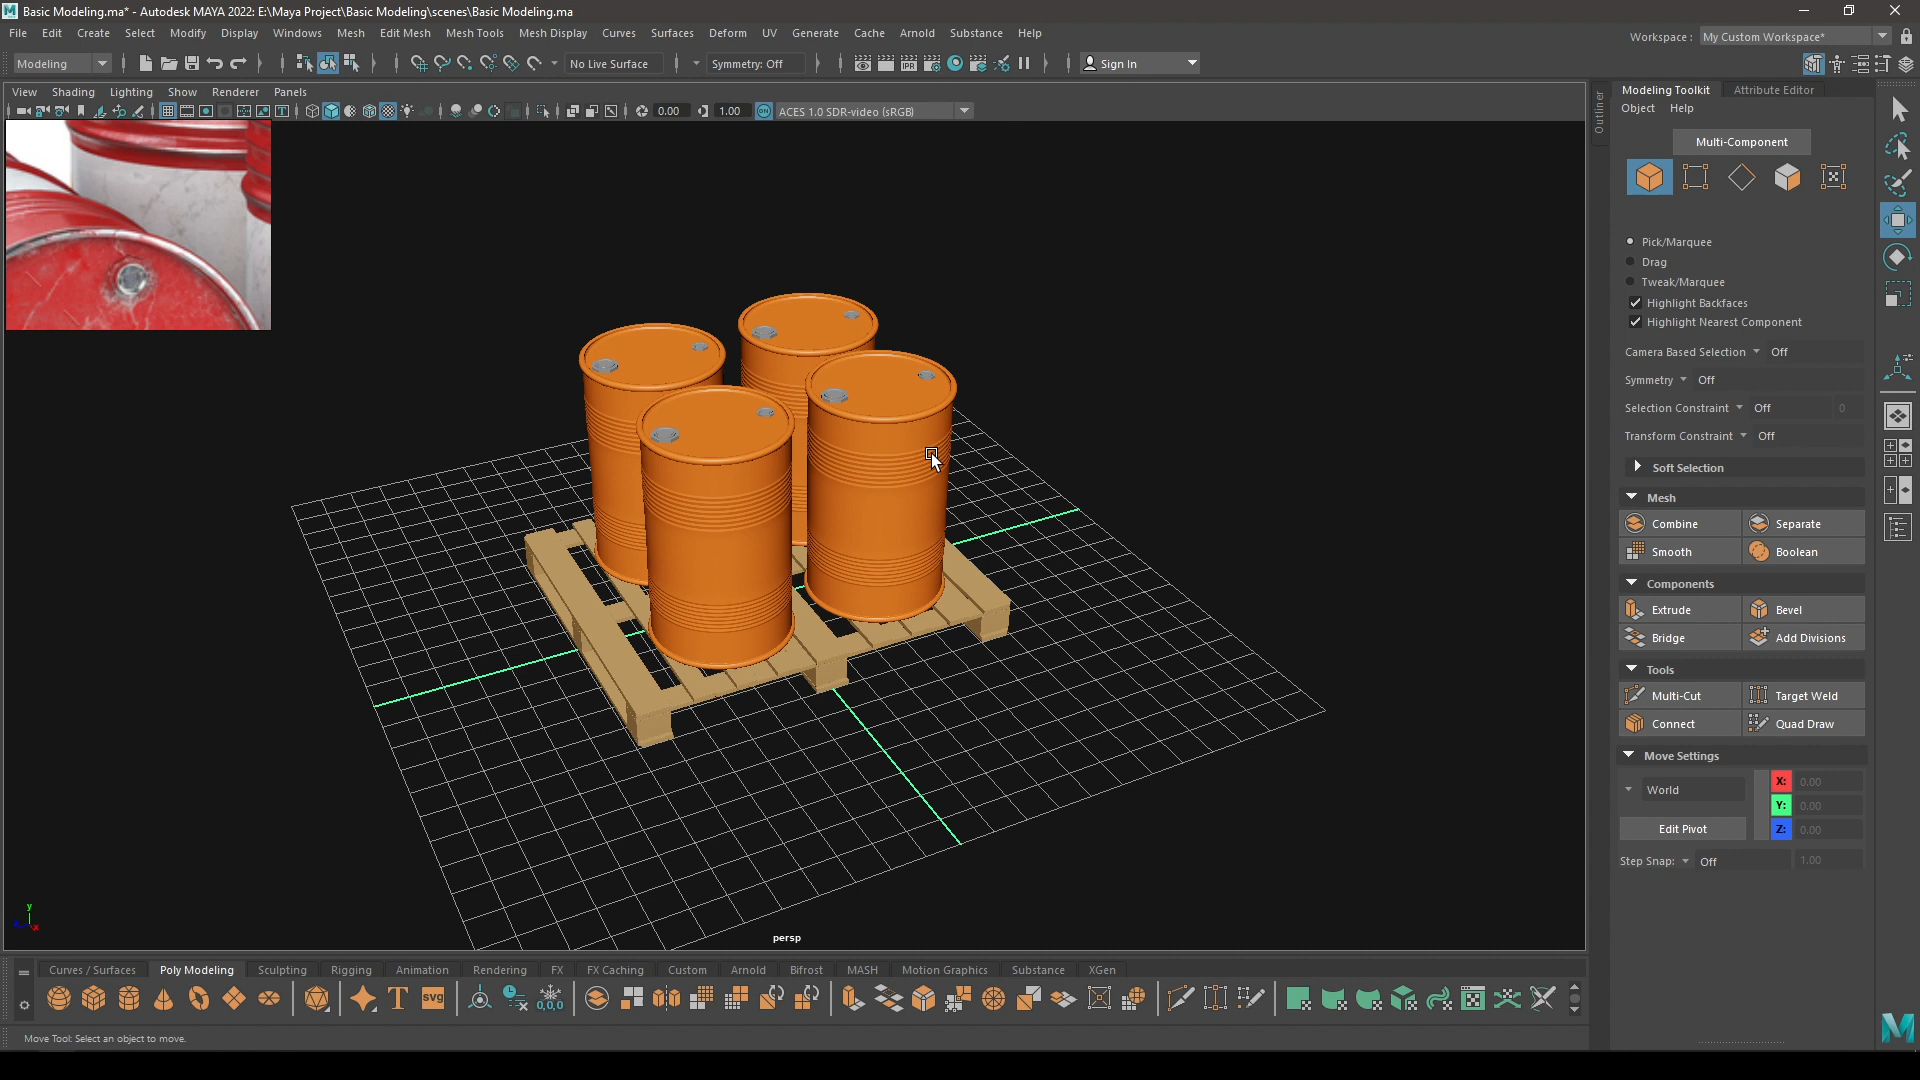 Basic Modeling.ma* - Autodesk MAYA 2022: E:\Maya Project\Basic Modeling\scenes\Basic Modeling.ma
File Edit Create Select Modify Display Windows Mesh Edit Mesh Mesh Tools Mesh Display Curves Surfaces Deform UV Generate Cache Arnold Substance Help
Workspace : My Custom Workspace*
Modeling No Live Surface Symmetry: Off IPR Sign In
View Shading Lighting Show Renderer Panels
0.00 1.00 ON ACES 1.0 SDR-video (sRGB)
Outliner
Modeling Toolkit Attribute Editor
Object Help
Multi-Component
Pick/Marquee
Drag
Tweak/Marquee
Highlight Backfaces
Highlight Nearest Component
Camera Based Selection Off
Symmetry Off
Selection Constraint Off 0
Transform Constraint Off
Soft Selection
Mesh
Combine Separate
Smooth Boolean
Components
Extrude Bevel
Bridge Add Divisions
Tools
Multi-Cut Target Weld
Connect Quad Draw
Move Settings
World
X: 0.00
Y: 0.00
Edit Pivot
Z: 0.00
Step Snap: Off 1.00
y
x
persp
Curves / Surfaces Poly Modeling Sculpting Rigging Animation Rendering FX FX Caching Custom Arnold Bifrost MASH Motion Graphics Substance XGen
T svg 0,0,0
Move Tool: Select an object to move.
M